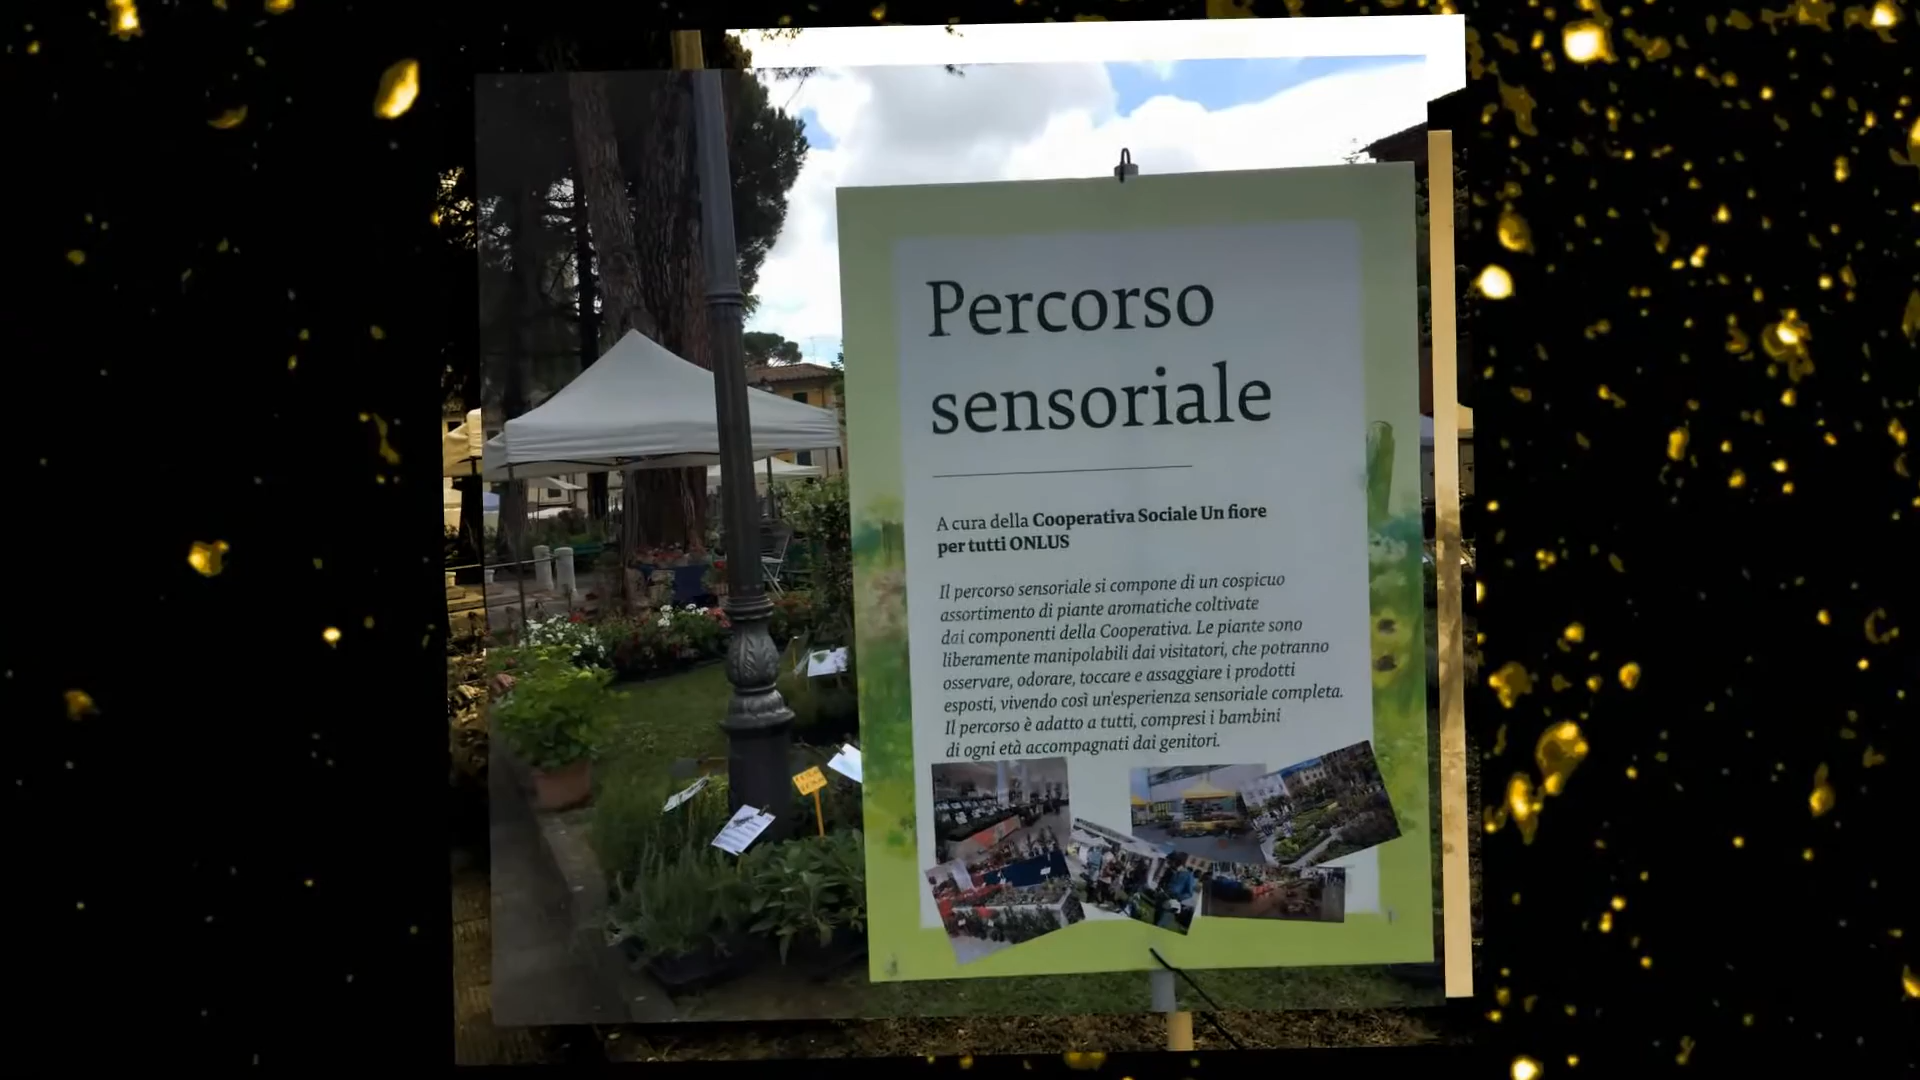 Percorso
sensoriale
A cura della Cooperativa Sociale Un fiore
per tutti ONLUS
Il percorso sensoriale si compone di un cospicuo
assortimento di piante aromatiche coltivate
dai componenti della Cooperativa. Le piante sono
liberamente manipolabili dai visitatori, che potranno
osservare, odorare, toccare e assaggiare i prodotti
esposti, vivendo così un'esperienza sensoriale completa.
Il percorso è adatto a tutti, compresi i bambini
di ogni età accompagnati dai genitori.